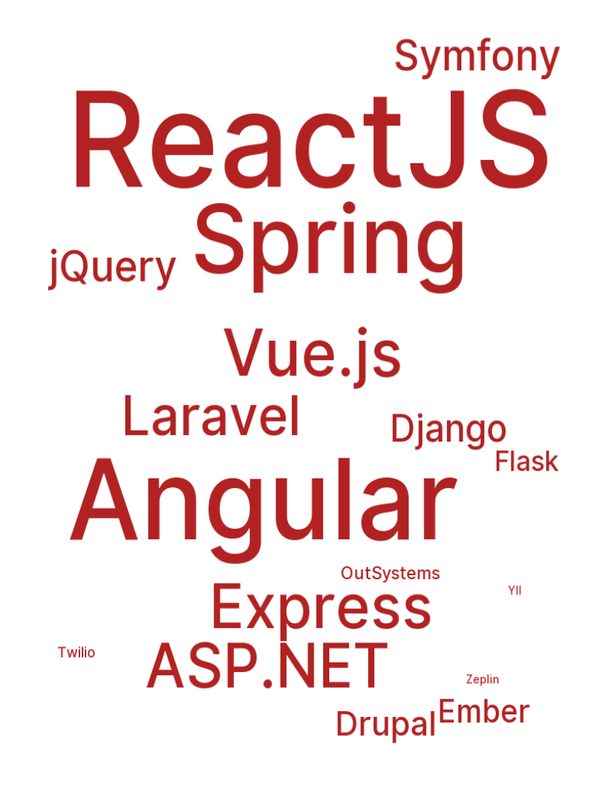 Symfony
ReactJS
Spring
jQuery
Vue.js
Laravel
Django
Flask
Angular
OutSystems
YII
Express
Twilio
ASP.NET
Zeplin
Ember
Drupal